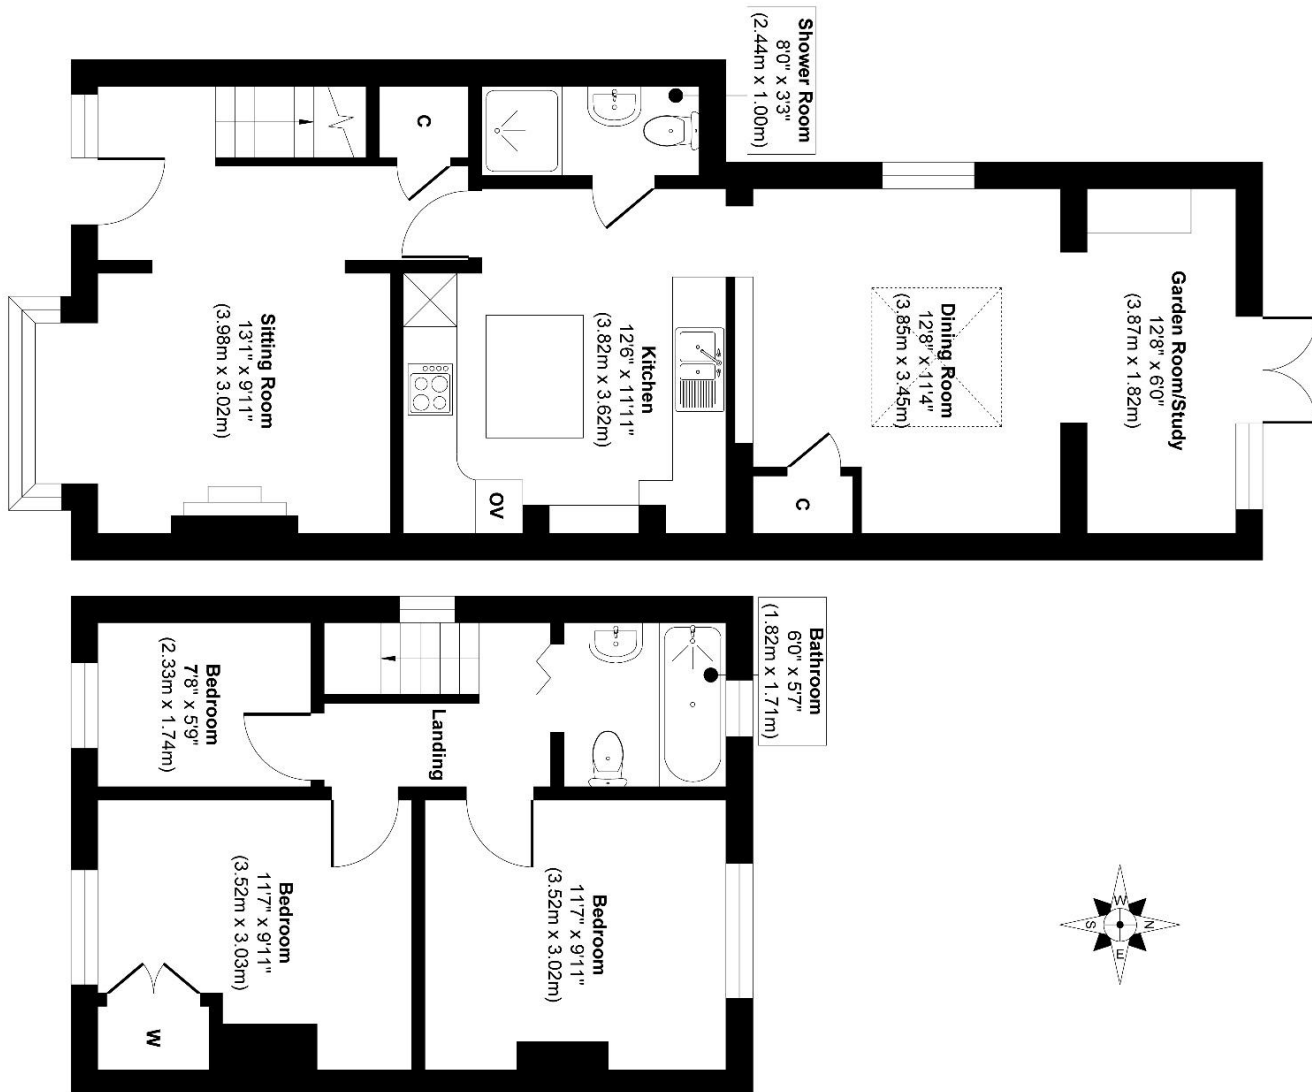 Shower Room
8'0" x 3'3"
(2.44m x 1.00m)
C
Sitting Room
13'1" x 9'11"
(3.98m x 3.02m)
Kitchen
12'6" x 11'11"
(3.82m x 3.62m)
OV
Dining Room
12'8" x 11'4"
(3.85m x 3.45m)
C
Garden Room/Study
12'8" x 6'0"
(3.87m x 1.82m)
Bathroom
6'0" x 5'7"
(1.82m x 1.71m)
Bedroom
7'8" x 5'9"
(2.33m x 1.74m)
Landing
Bedroom
11'7" x 9'11"
(3.52m x 3.03m)
W
Bedroom
11'7" x 9'11"
(3.52m x 3.02m)
W
N
S
E